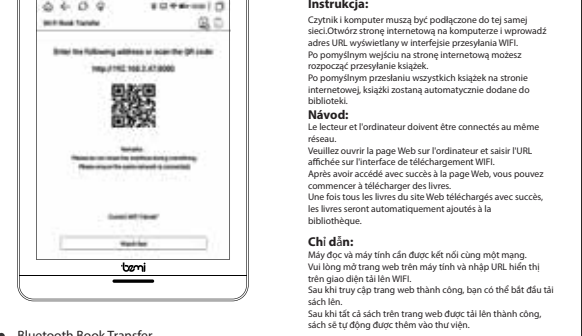 Wi-Fi Book Transfer
Enter the following address or scan the QR code
http://192.168.2.47:8080
Remarks:
Please do not close the interface during transferring.
Please ensure the same network is connected.
Current WIFI
temi
Bluetooth Book Transfer
Instrukcja:
Czytnik i komputer muszą być podłączone do tej samej
sieci.Otwórz stronę internetową na komputerze i wprowadź
adres URL wyświetlany w interfejsie przesyłania WIFI.
Po pomyślnym wejściu na stronę internetową możesz
rozpocząć przesyłanie książek.
Po pomyślnym przesłaniu wszystkich książek na stronie
internetowej, książki zostaną automatycznie dodane do
biblioteki.
Návod:
Le lecteur et l'ordinateur doivent être connectés au même
réseau.
Veuillez ouvrir la page Web sur l'ordinateur et saisir l'URL
affichée sur l'interface de téléchargement WIFI.
Après avoir accédé avec succès à la page Web, vous pouvez
commencer à télécharger des livres.
Une fois tous les livres du site Web téléchargés avec succès,
les livres seront automatiquement ajoutés à la
bibliothèque.
Chỉ dẫn:
Máy đọc và máy tính cần được kết nối cùng một mạng.
Vui lòng mở trang web trên máy tính và nhập URL hiển thị
trên giao diện tải lên WIFI.
Sau khi truy cập trang web thành công, bạn có thể bắt đầu tải
sách lên.
Sau khi tất cả sách trên trang web được tải lên thành công,
sách sẽ tự động được thêm vào thư viện.